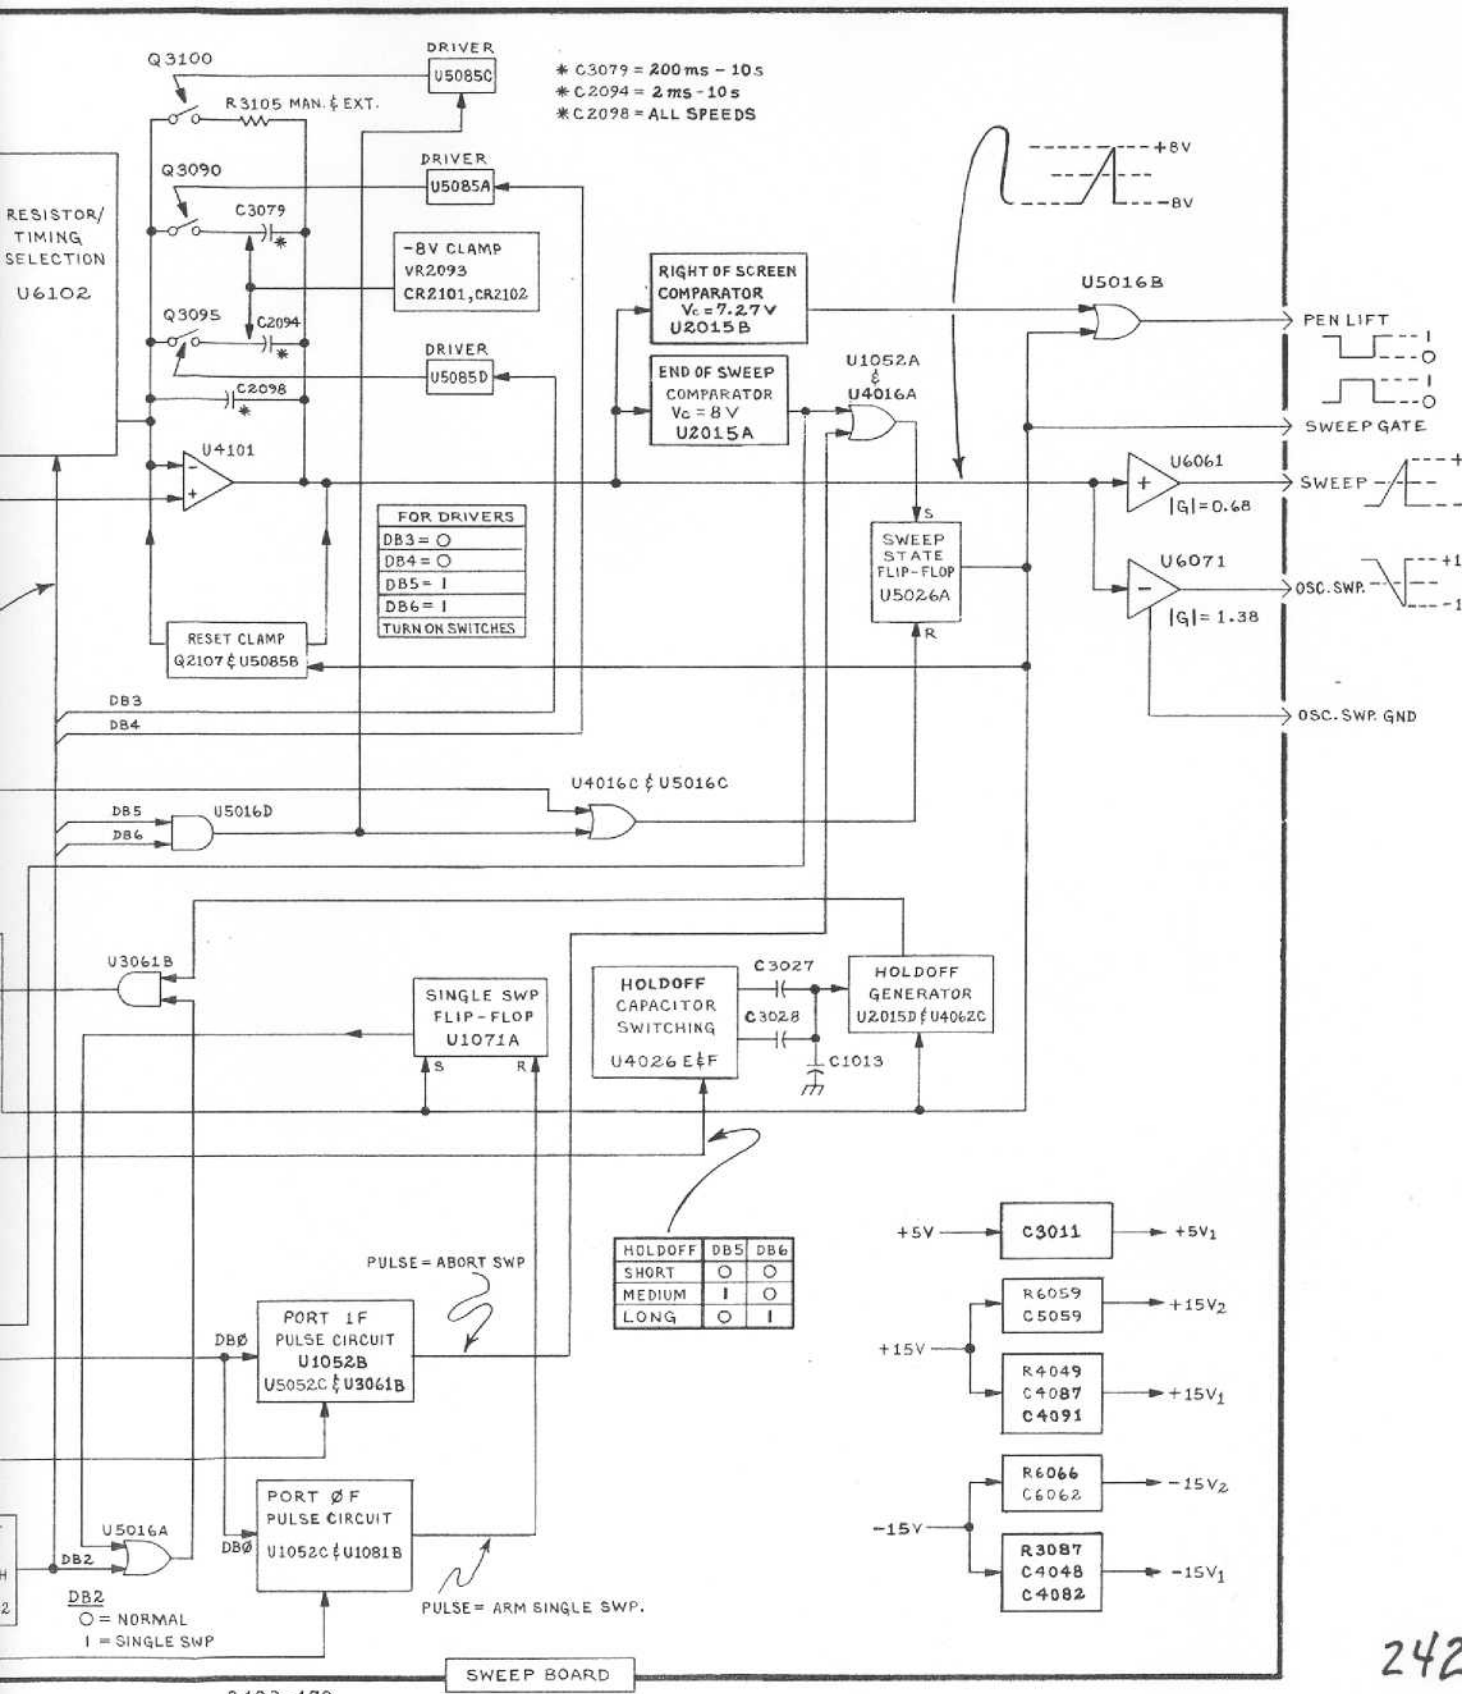 Q3100
DRIVER
U5085C
* C3079 = 200ms - 10s
* C2094 = 2ms - 10s
* C2098 = ALL SPEEDS
R3105 MAN. & EXT.
Q3090
DRIVER
U5085A
C3079
*
RESISTOR/
TIMING
SELECTION
U6102
-8V CLAMP
VR2093
CR2101, CR2102
Q3095
C2094
*
DRIVER
U5085D
C2098
*
U4101
-
+
+8V
-8V
RIGHT OF SCREEN
COMPARATOR
Vc = 7.27V
U2015B
END OF SWEEP
COMPARATOR
Vc = 8V
U2015A
U1052A
&
U4016A
U5016B
PEN LIFT
1
0
1
0
SWEEP GATE
U6061
+
|G|=0.68
SWEEP
+
U6071
-
|G|=1.38
OSC.SWP.
+1
-1
OSC.SWP. GND
FOR DRIVERS
DB3 = 0
DB4 = 0
DB5 = 1
DB6 = 1
TURN ON SWITCHES
S
SWEEP
STATE
FLIP-FLOP
U5026A
R
RESET CLAMP
Q2107 & U5085B
DB3
DB4
U4016C & U5016C
DB5
U5016D
DB6
U3061B
SINGLE SWP
FLIP-FLOP
U1071A
S
R
HOLDOFF
CAPACITOR
SWITCHING
U4026 E&F
C3027
C3028
C1013
HOLDOFF
GENERATOR
U2015D & U4062C
HOLDOFF DB5 DB6
SHORT 0 0
MEDIUM 1 0
LONG 0 1
PULSE = ABORT SWP
PORT 1F
PULSE CIRCUIT
U1052B
U5052C & U3061B
DBØ
PORT ØF
PULSE CIRCUIT
U1052C & U1081B
DBØ
PULSE = ARM SINGLE SWP.
U5016A
DB2
H
2
DB2
0 = NORMAL
1 = SINGLE SWP
+5V
C3011
+5V1
R6059
C5059
+15V2
+15V
R4049
C4087
C4091
+15V1
R6066
C6062
-15V2
-15V
R3087
C4048
C4082
-15V1
SWEEP BOARD
242